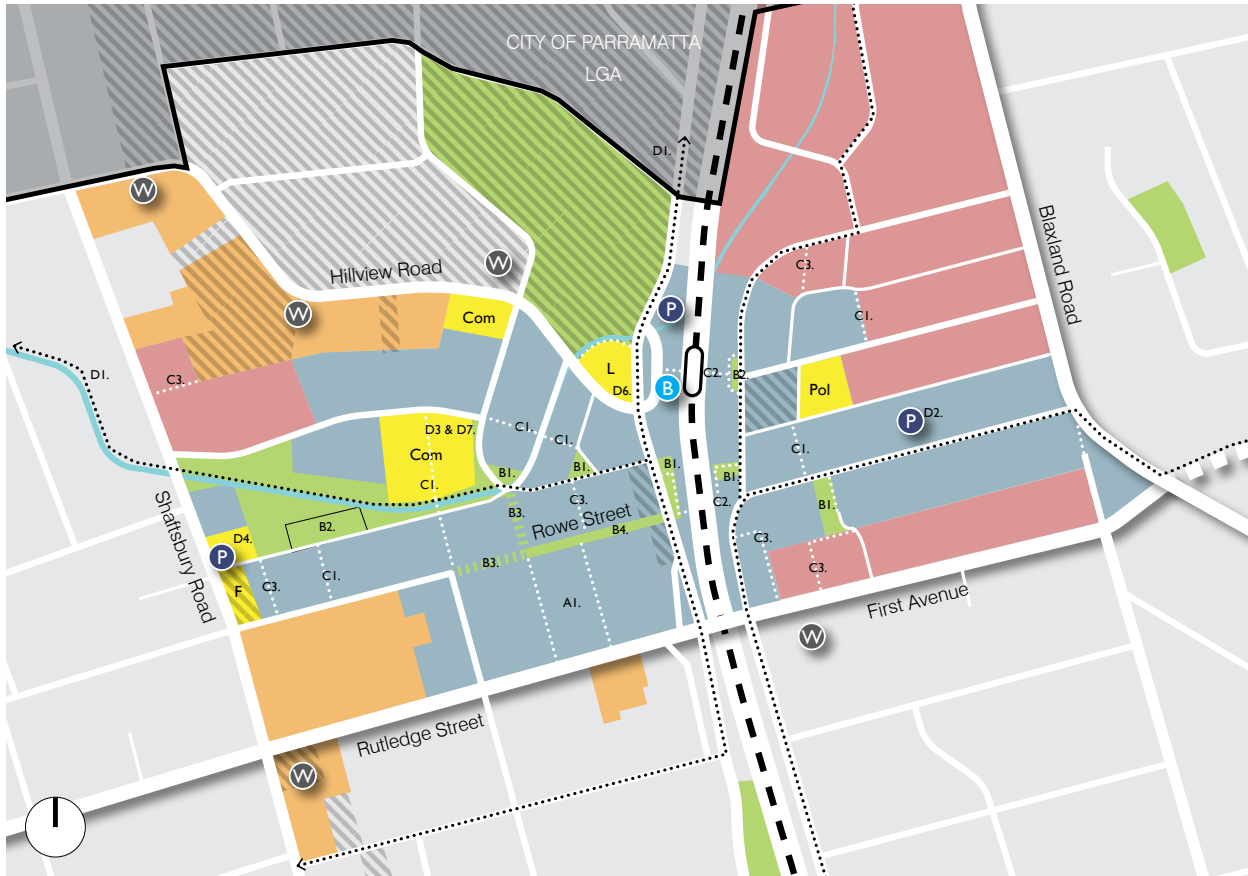 CITY OF PARRAMATTA
LGA
D1.
W
Blaxland Road
W
Hillview Road
C3.
P
W
Com
C1.
L
D6.
B
C2.
B2.
Pol
D1.
C3.
P
D2.
D3 & D7.
Com
C1.
C1.
C1.
C1.
B1.
B1.
B1.
B1.
C2.
B1.
Shaftsbury Road
B2.
B3.
C3.
Rowe Street
B4.
D4.
P
F
C3.
C1.
B3.
A1.
C3.
C3.
First Avenue
W
Rutledge Street
W